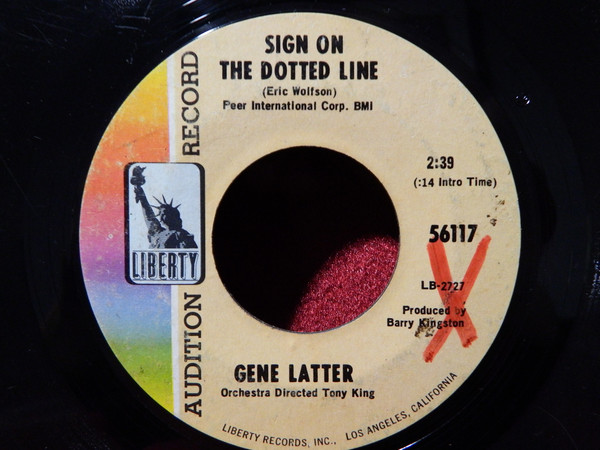 SIGN ON
THE DOTTED LINE
(Eric Wolfson)
Peer International Corp. BMI
AUDITION RECORD
LIBERTY
2:39
(:14 Intro Time)
56117
LB-2727
Produced by
Barry Kingston
GENE LATTER
Orchestra Directed Tony King
LIBERTY RECORDS, INC., LOS ANGELES, CALIFORNIA